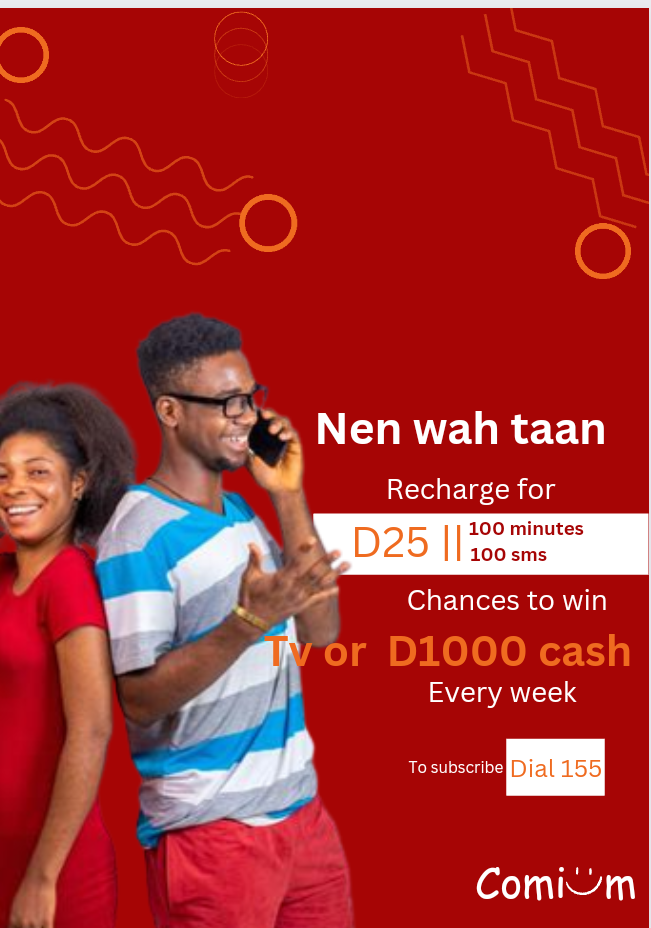 Nen wah taan
Recharge for
D25 || 100 minutes
100 sms
Chances to win
Tv or D1000 cash
Every week
To subscribe Dial 155
Comium